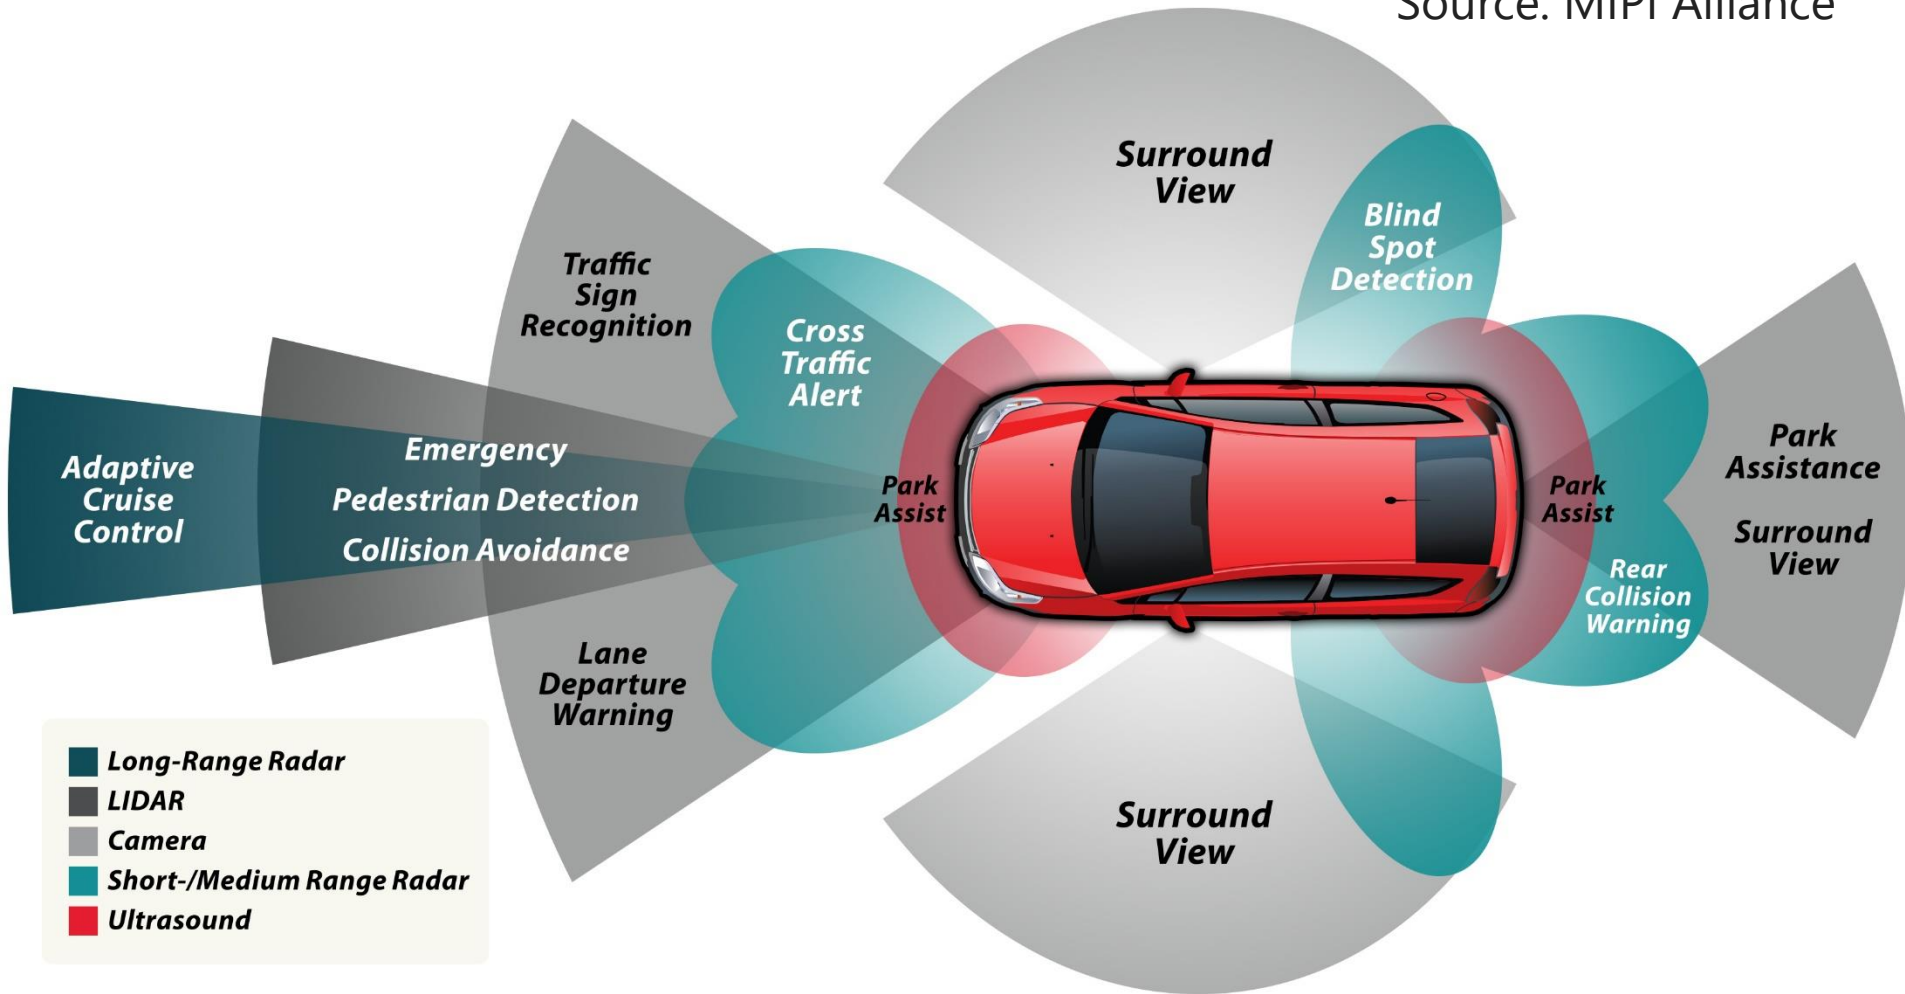 Source: MIPI Alliance
Surround
View
Blind
Spot
Detection
Traffic
Sign
Recognition
Cross
Traffic
Alert
Adaptive
Cruise
Control
Emergency
Pedestrian Detection
Collision Avoidance
Park
Assist
Park
Assist
Park
Assistance
Surround
View
Rear
Collision
Warning
Lane
Departure
Warning
Surround
View
Long-Range Radar
LIDAR
Camera
Short-/Medium Range Radar
Ultrasound